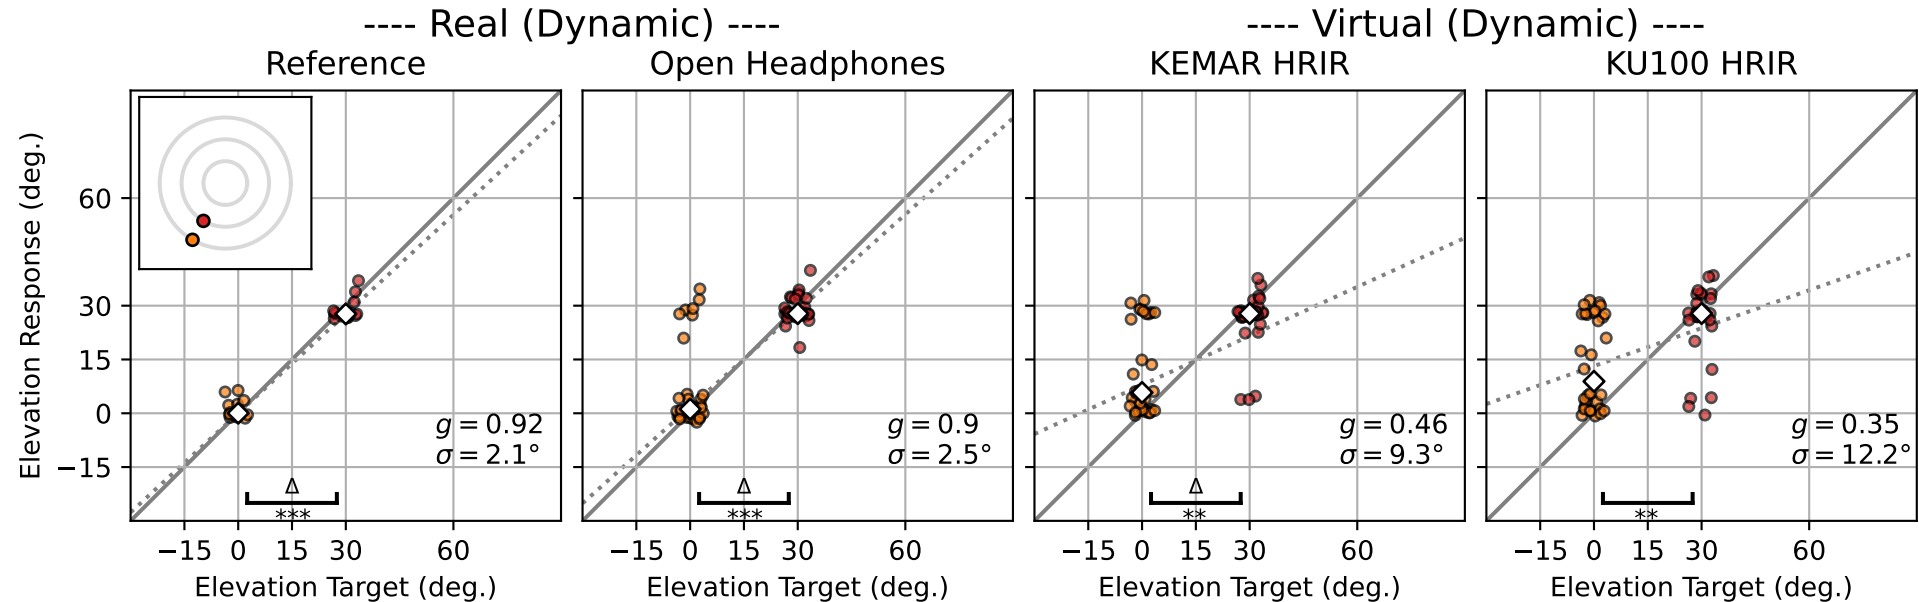 ---- Real (Dynamic) ----
---- Virtual (Dynamic) ----
Reference
Open Headphones
KEMAR HRIR
KU100 HRIR
Elevation Response (deg.)
60
30
15
0
−15
g = 0.92
σ = 2.1°
Δ
***
g = 0.9
σ = 2.5°
Δ
***
g = 0.46
σ = 9.3°
Δ
**
g = 0.35
σ = 12.2°
**
−15 0 15 30 60
−15 0 15 30 60
−15 0 15 30 60
−15 0 15 30 60
Elevation Target (deg.)
Elevation Target (deg.)
Elevation Target (deg.)
Elevation Target (deg.)